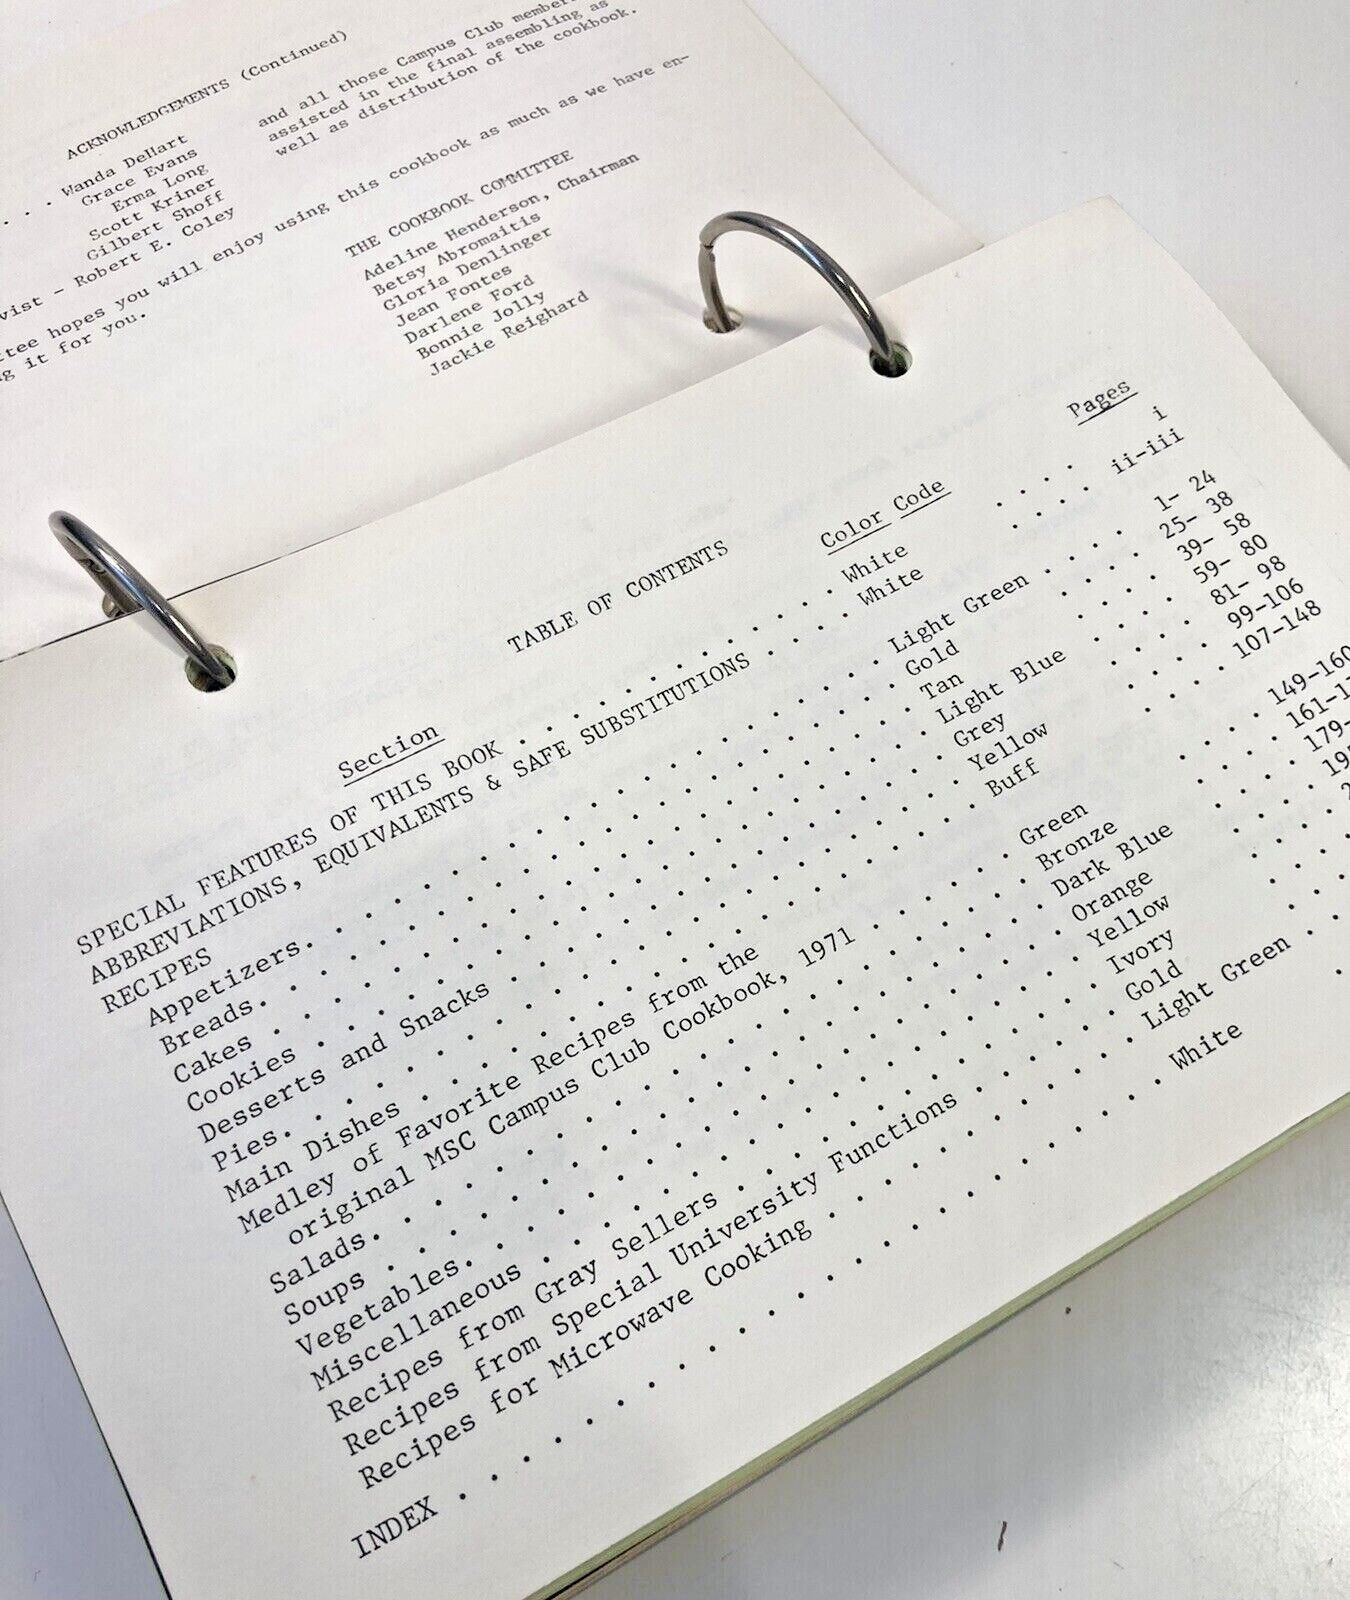 ACKNOWLEDGEMENTS (Continued)
. . . Wanda Dellart
Grace Evans
Erma Long
Scott Kriner
Gilbert Shoff
vist - Robert E. Coley
and all those Campus Club
assisted in the final assembling as
well as distribution of the cookbook.
ttee hopes you will enjoy using this cookbook as much as we have en-
g it for you.
THE COOKBOOK COMMITTEE
Adeline Henderson, Chairman
Betsy Abromaitis
Gloria Denlinger
Jean Fontes
Darlene Ford
Bonnie Jolly
Jackie Reighard
TABLE OF CONTENTS
Section Color Code Pages
SPECIAL FEATURES OF THIS BOOK . . . . . . . . . . . White . . . . i
ABBREVIATIONS, EQUIVALENTS & SAFE SUBSTITUTIONS . . . . White . . . . ii-iii
RECIPES
Appetizers. . . . . . . . . . . . . . . . . . . . Light Green . . . . 1- 24
Breads. . . . . . . . . . . . . . . . . . . . . . Gold . . . . 25- 38
Cakes . . . . . . . . . . . . . . . . . . . . . . Tan . . . . 39- 58
Cookies . . . . . . . . . . . . . . . . . . . . . Light Blue . . . . 59- 80
Desserts and Snacks . . . . . . . . . . . . . . . Grey . . . . 81- 98
Pies. . . . . . . . . . . . . . . . . . . . . . . Yellow . . . . 99-106
Main Dishes . . . . . . . . . . . . . . . . . . . Buff . . . . 107-148
Medley of Favorite Recipes from the
original MSC Campus Club Cookbook, 1971 . . . . . Green . . . . 149-160
Salads. . . . . . . . . . . . . . . . . . . . . . Bronze . . . . 161-1
Soups . . . . . . . . . . . . . . . . . . . . . . Dark Blue . . . . 179-
Vegetables. . . . . . . . . . . . . . . . . . . . Orange . . . . 19
Miscellaneous . . . . . . . . . . . . . . . . . . Yellow . . . . 2
Recipes from Gray Sellers . . . . . . . . . . . . Ivory . . . .
Recipes from Special University Functions . . . . Gold . . . .
Recipes for Microwave Cooking . . . . . . . . . . Light Green . . . .
INDEX . . . . . . . . . . . . . . . . . . . . . . . . White .